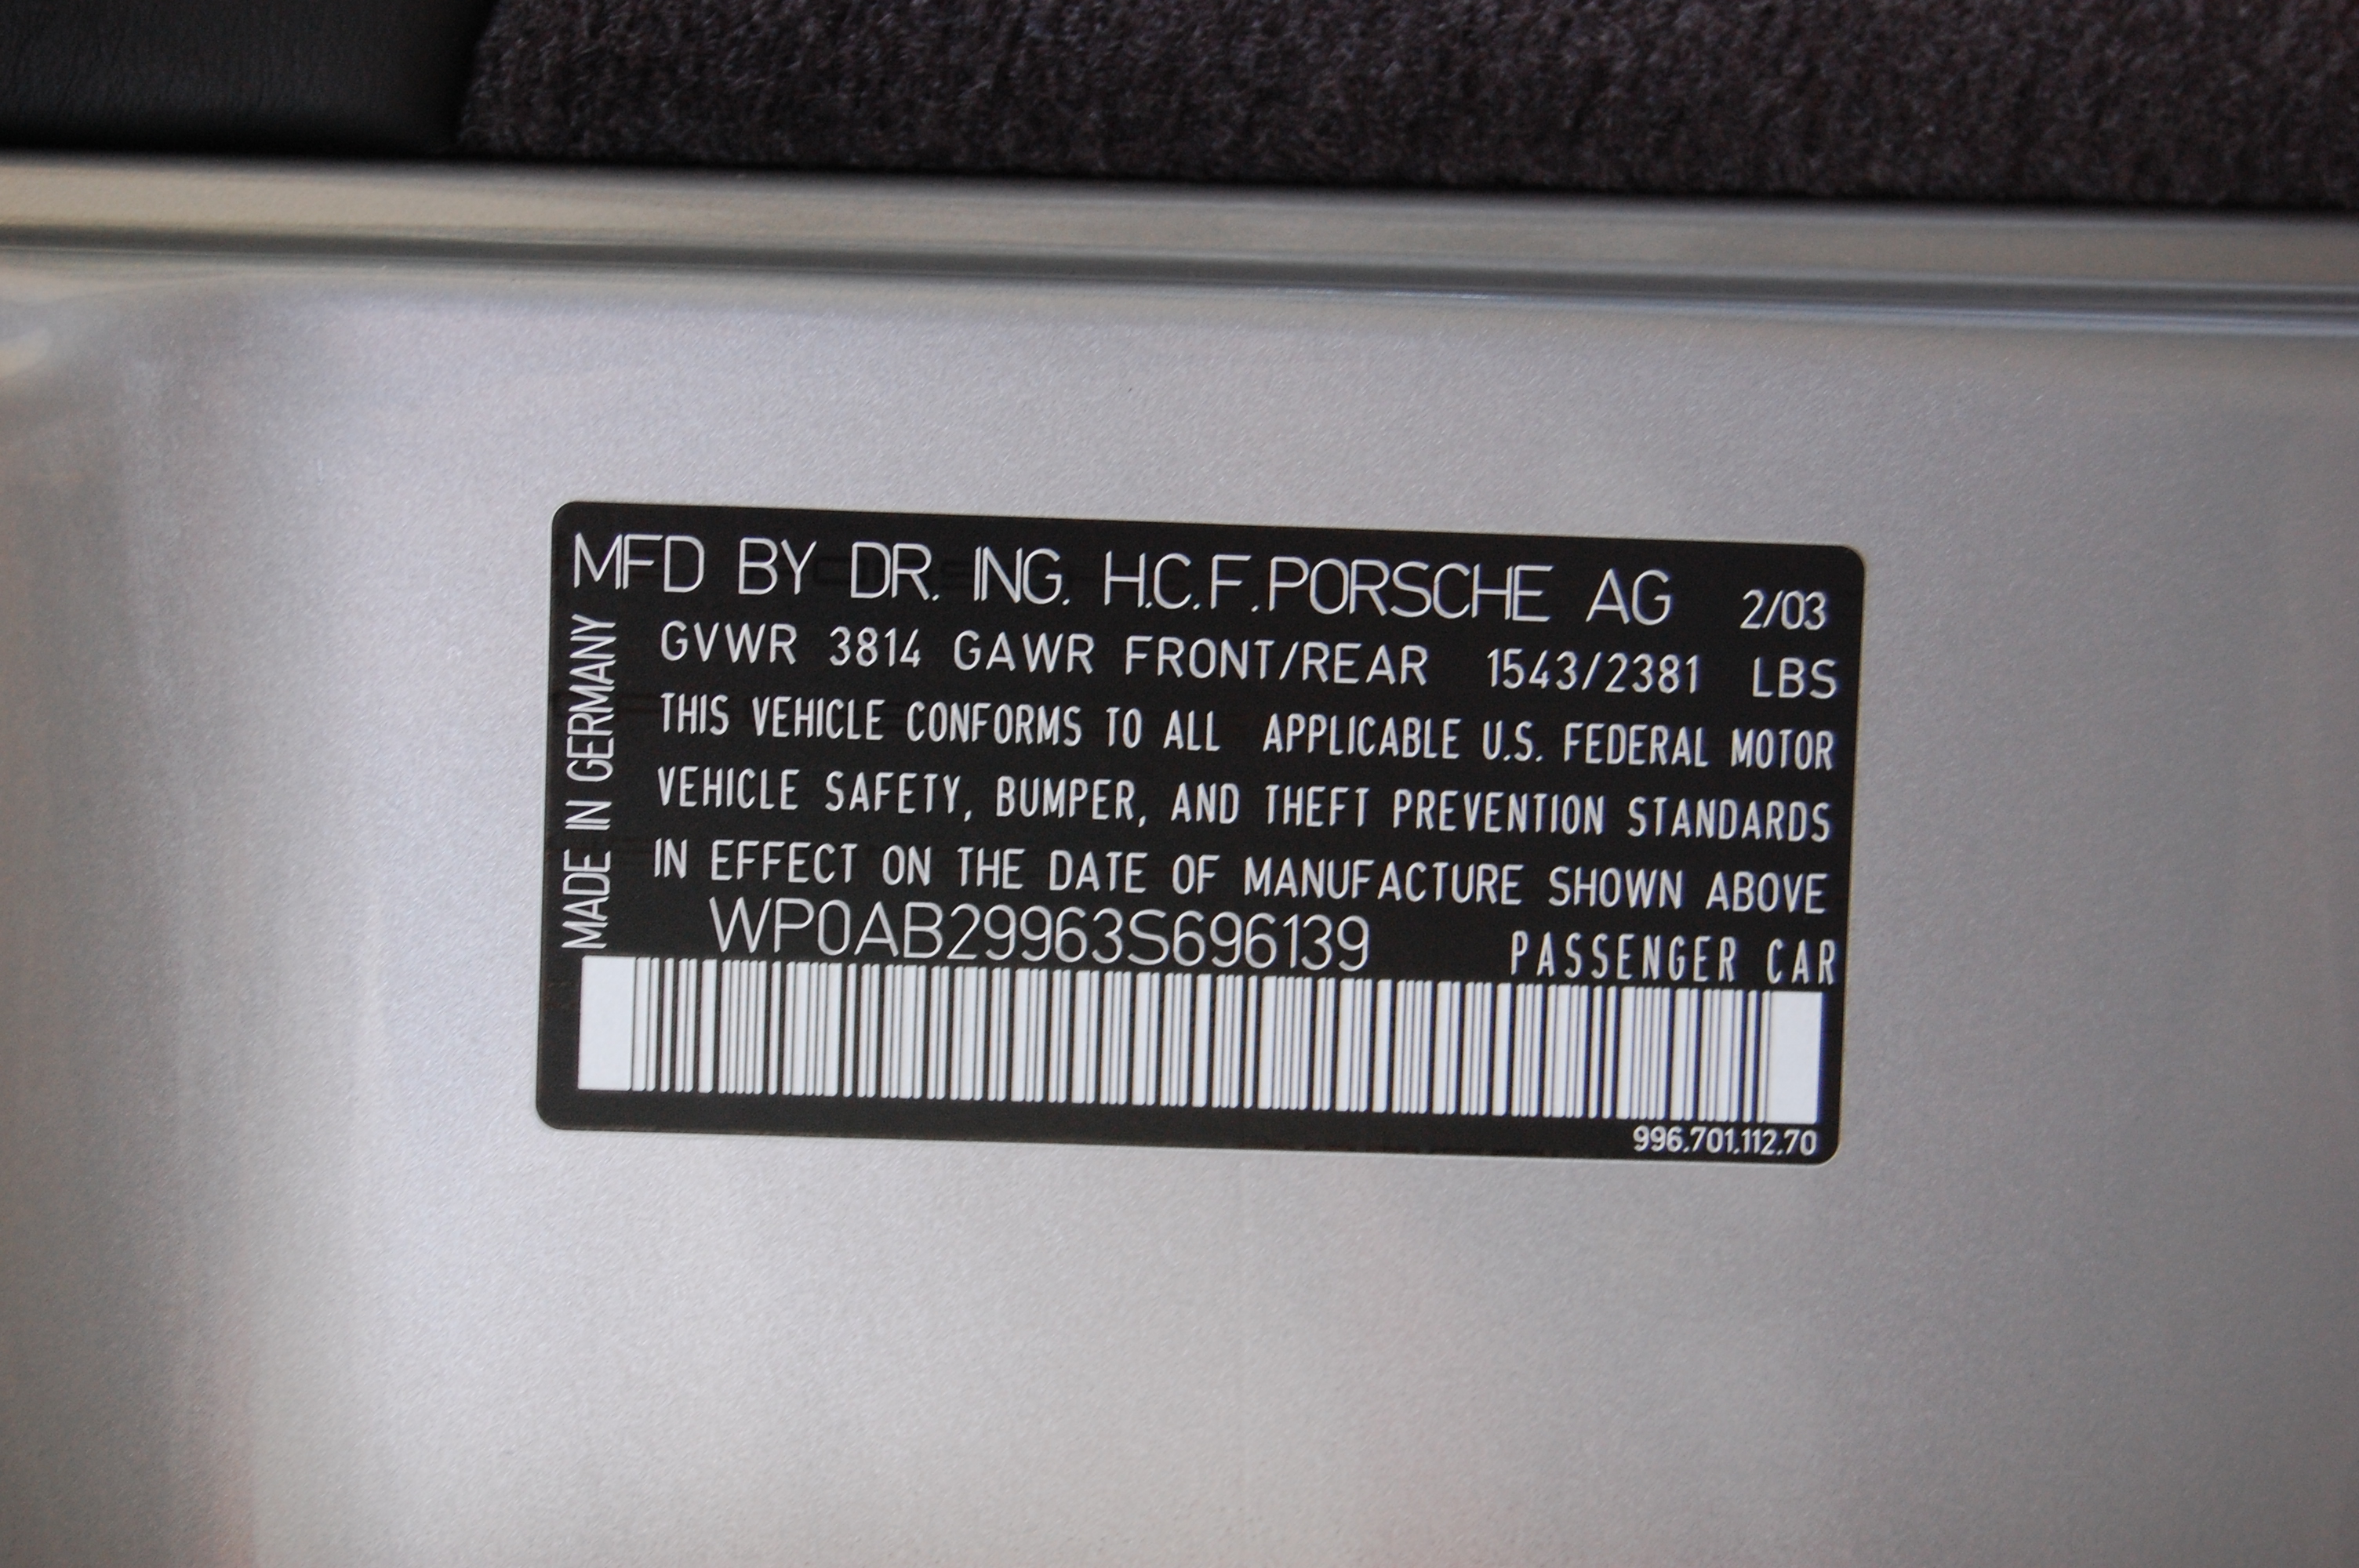 MFD BY DR. ING. H.C.F. PORSCHE AG 2/03
GVWR 3814 GAWR FRONT/REAR 1543/2381 LBS
THIS VEHICLE CONFORMS TO ALL APPLICABLE U.S. FEDERAL MOTOR
VEHICLE SAFETY, BUMPER, AND THEFT PREVENTION STANDARDS
IN EFFECT ON THE DATE OF MANUFACTURE SHOWN ABOVE
WP0AB29963S696139 PASSENGER CAR
996.701.112.70
MADE IN GERMANY